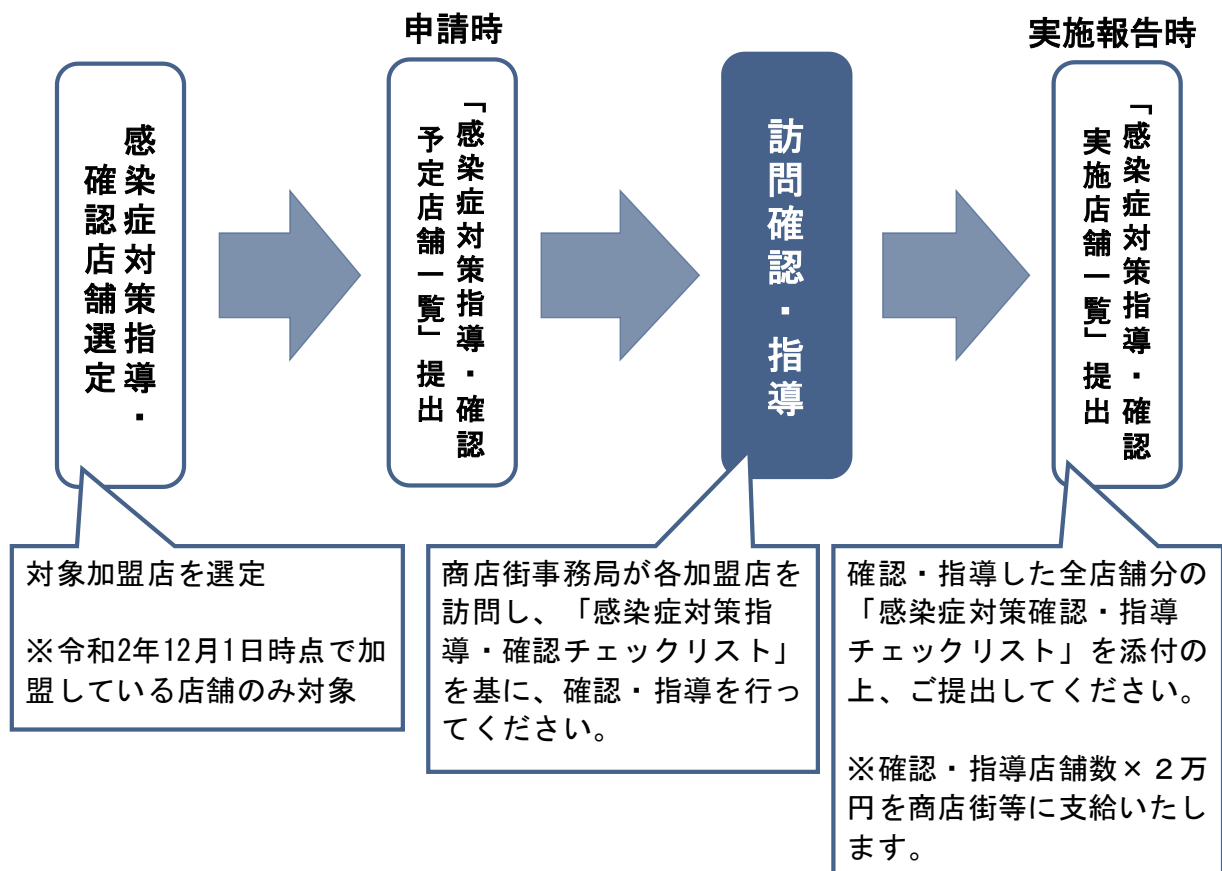 申請時
実施報告時
感染症対策指導・
確認店舗選定
「感染症対策指導・確認
予定店舗一覧」提出
訪問確認・指導
「感染症対策指導・確認
実施店舗一覧」提出
対象加盟店を選定
※令和2年12月1日時点で加
盟している店舗のみ対象
商店街事務局が各加盟店を
訪問し、「感染症対策指
導・確認チェックリスト」
を基に、確認・指導を行っ
てください。
確認・指導した全店舗分の
「感染症対策確認・指導
チェックリスト」を添付の
上、ご提出してください。
※確認・指導店舗数×２万
円を商店街等に支給いたし
ます。